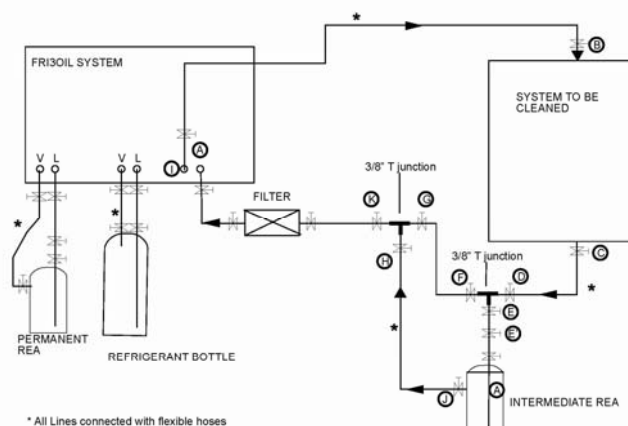 *
B
FRI3OIL SYSTEM
SYSTEM TO BE
CLEANED
V L
V L
I
A
3/8" T junction
FILTER
K
G
*
*
H
3/8" T junction
C
F
D
*
E
E
*
PERMANENT
REA
REFRIGERANT BOTTLE
J
A
INTERMEDIATE REA
* All Lines connected with flexible hoses